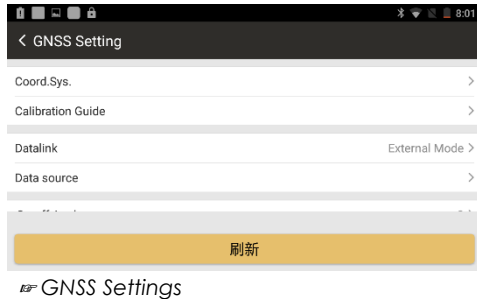 8:01
< GNSS Setting
Coord.Sys. >
Calibration Guide >
Datalink External Mode >
Data source >
刷新
☞ GNSS Settings